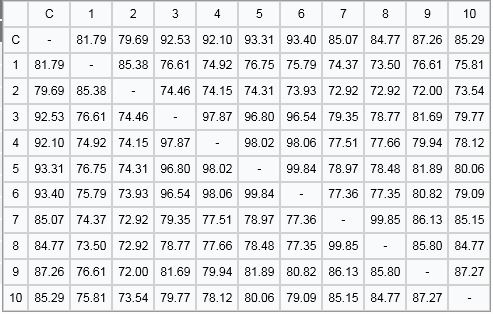 C 1 2 3 4 5 6 7 8 9 10
C - 81.79 79.69 92.53 92.10 93.31 93.40 85.07 84.77 87.26 85.29
1 81.79 - 85.38 76.61 74.92 76.75 75.79 74.37 73.50 76.61 75.81
2 79.69 85.38 - 74.46 74.15 74.31 73.93 72.92 72.92 72.00 73.54
3 92.53 76.61 74.46 - 97.87 96.80 96.54 79.35 78.77 81.69 79.77
4 92.10 74.92 74.15 97.87 - 98.02 98.06 77.51 77.66 79.94 78.12
5 93.31 76.75 74.31 96.80 98.02 - 99.84 78.97 78.48 81.89 80.06
6 93.40 75.79 73.93 96.54 98.06 99.84 - 77.36 77.35 80.82 79.09
7 85.07 74.37 72.92 79.35 77.51 78.97 77.36 - 99.85 86.13 85.15
8 84.77 73.50 72.92 78.77 77.66 78.48 77.35 99.85 - 85.80 84.77
9 87.26 76.61 72.00 81.69 79.94 81.89 80.82 86.13 85.80 - 87.27
10 85.29 75.81 73.54 79.77 78.12 80.06 79.09 85.15 84.77 87.27 -